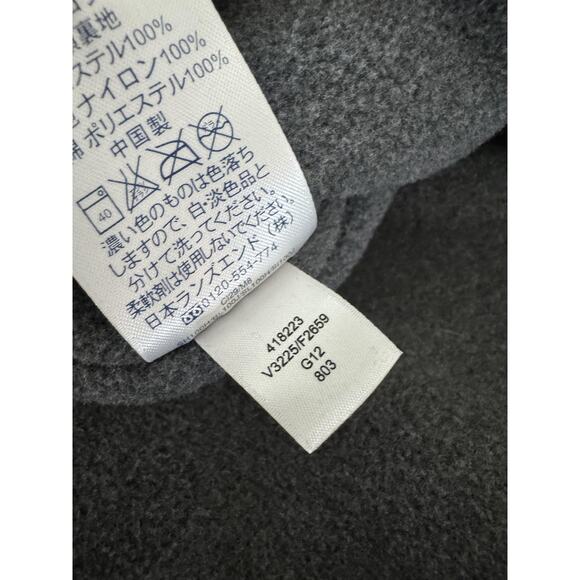 裏地
ステル100%
ナイロン100%
綿 ポリエステル100%
中国製
40
濃い色のものは色落ち
しますので、白・淡色品と
分けて洗ってください。
柔軟剤は使用しないでください。
日本ランズエンド(株)
0120-554-774
418223
V3225/F2659
G12
803